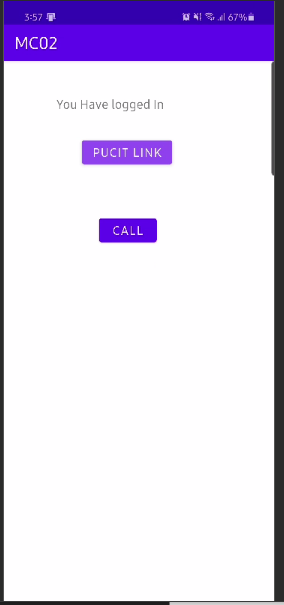 3:57 67%
MC02
You Have logged In
PUCIT LINK
CALL